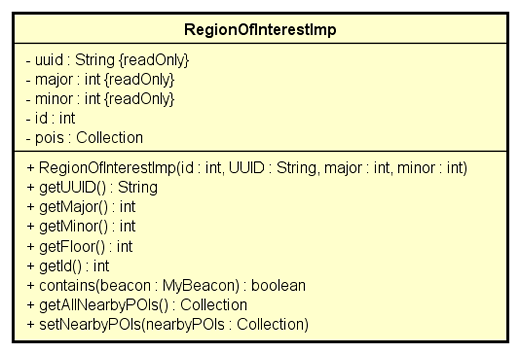 RegionOfInterestImp
- uuid : String {readOnly}
- major : int {readOnly}
- minor : int {readOnly}
- id : int
- pois : Collection
+ RegionOfInterestImp(id : int, UUID : String, major : int, minor : int)
+ getUUID() : String
+ getMajor() : int
+ getMinor() : int
+ getFloor() : int
+ getId() : int
+ contains(beacon : MyBeacon) : boolean
+ getAllNearbyPOIs() : Collection
+ setNearbyPOIs(nearbyPOIs : Collection)